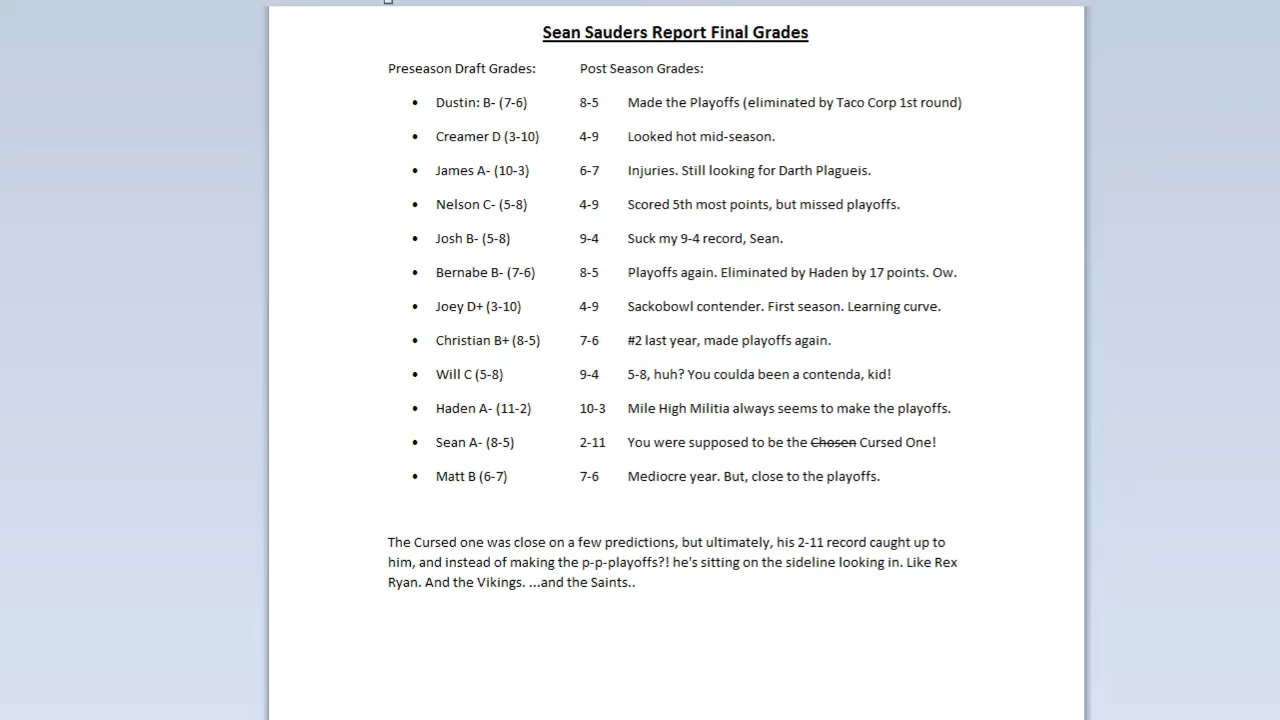 Sean Sauders Report Final Grades
Preseason Draft Grades: Post Season Grades:
• Dustin: B- (7-6) 8-5 Made the Playoffs (eliminated by Taco Corp 1st round)
• Creamer D (3-10) 4-9 Looked hot mid-season.
• James A- (10-3) 6-7 Injuries. Still looking for Darth Plagueis.
• Nelson C- (5-8) 4-9 Scored 5th most points, but missed playoffs.
• Josh B- (5-8) 9-4 Suck my 9-4 record, Sean.
• Bernabe B- (7-6) 8-5 Playoffs again. Eliminated by Haden by 17 points. Ow.
• Joey D+ (3-10) 4-9 Sackobowl contender. First season. Learning curve.
• Christian B+ (8-5) 7-6 #2 last year, made playoffs again.
• Will C (5-8) 9-4 5-8, huh? You coulda been a contenda, kid!
• Haden A- (11-2) 10-3 Mile High Militia always seems to make the playoffs.
• Sean A- (8-5) 2-11 You were supposed to be the Chosen Cursed One!
• Matt B (6-7) 7-6 Mediocre year. But, close to the playoffs.
The Cursed one was close on a few predictions, but ultimately, his 2-11 record caught up to
him, and instead of making the p-p-playoffs?! he's sitting on the sideline looking in. Like Rex
Ryan. And the Vikings. ...and the Saints..